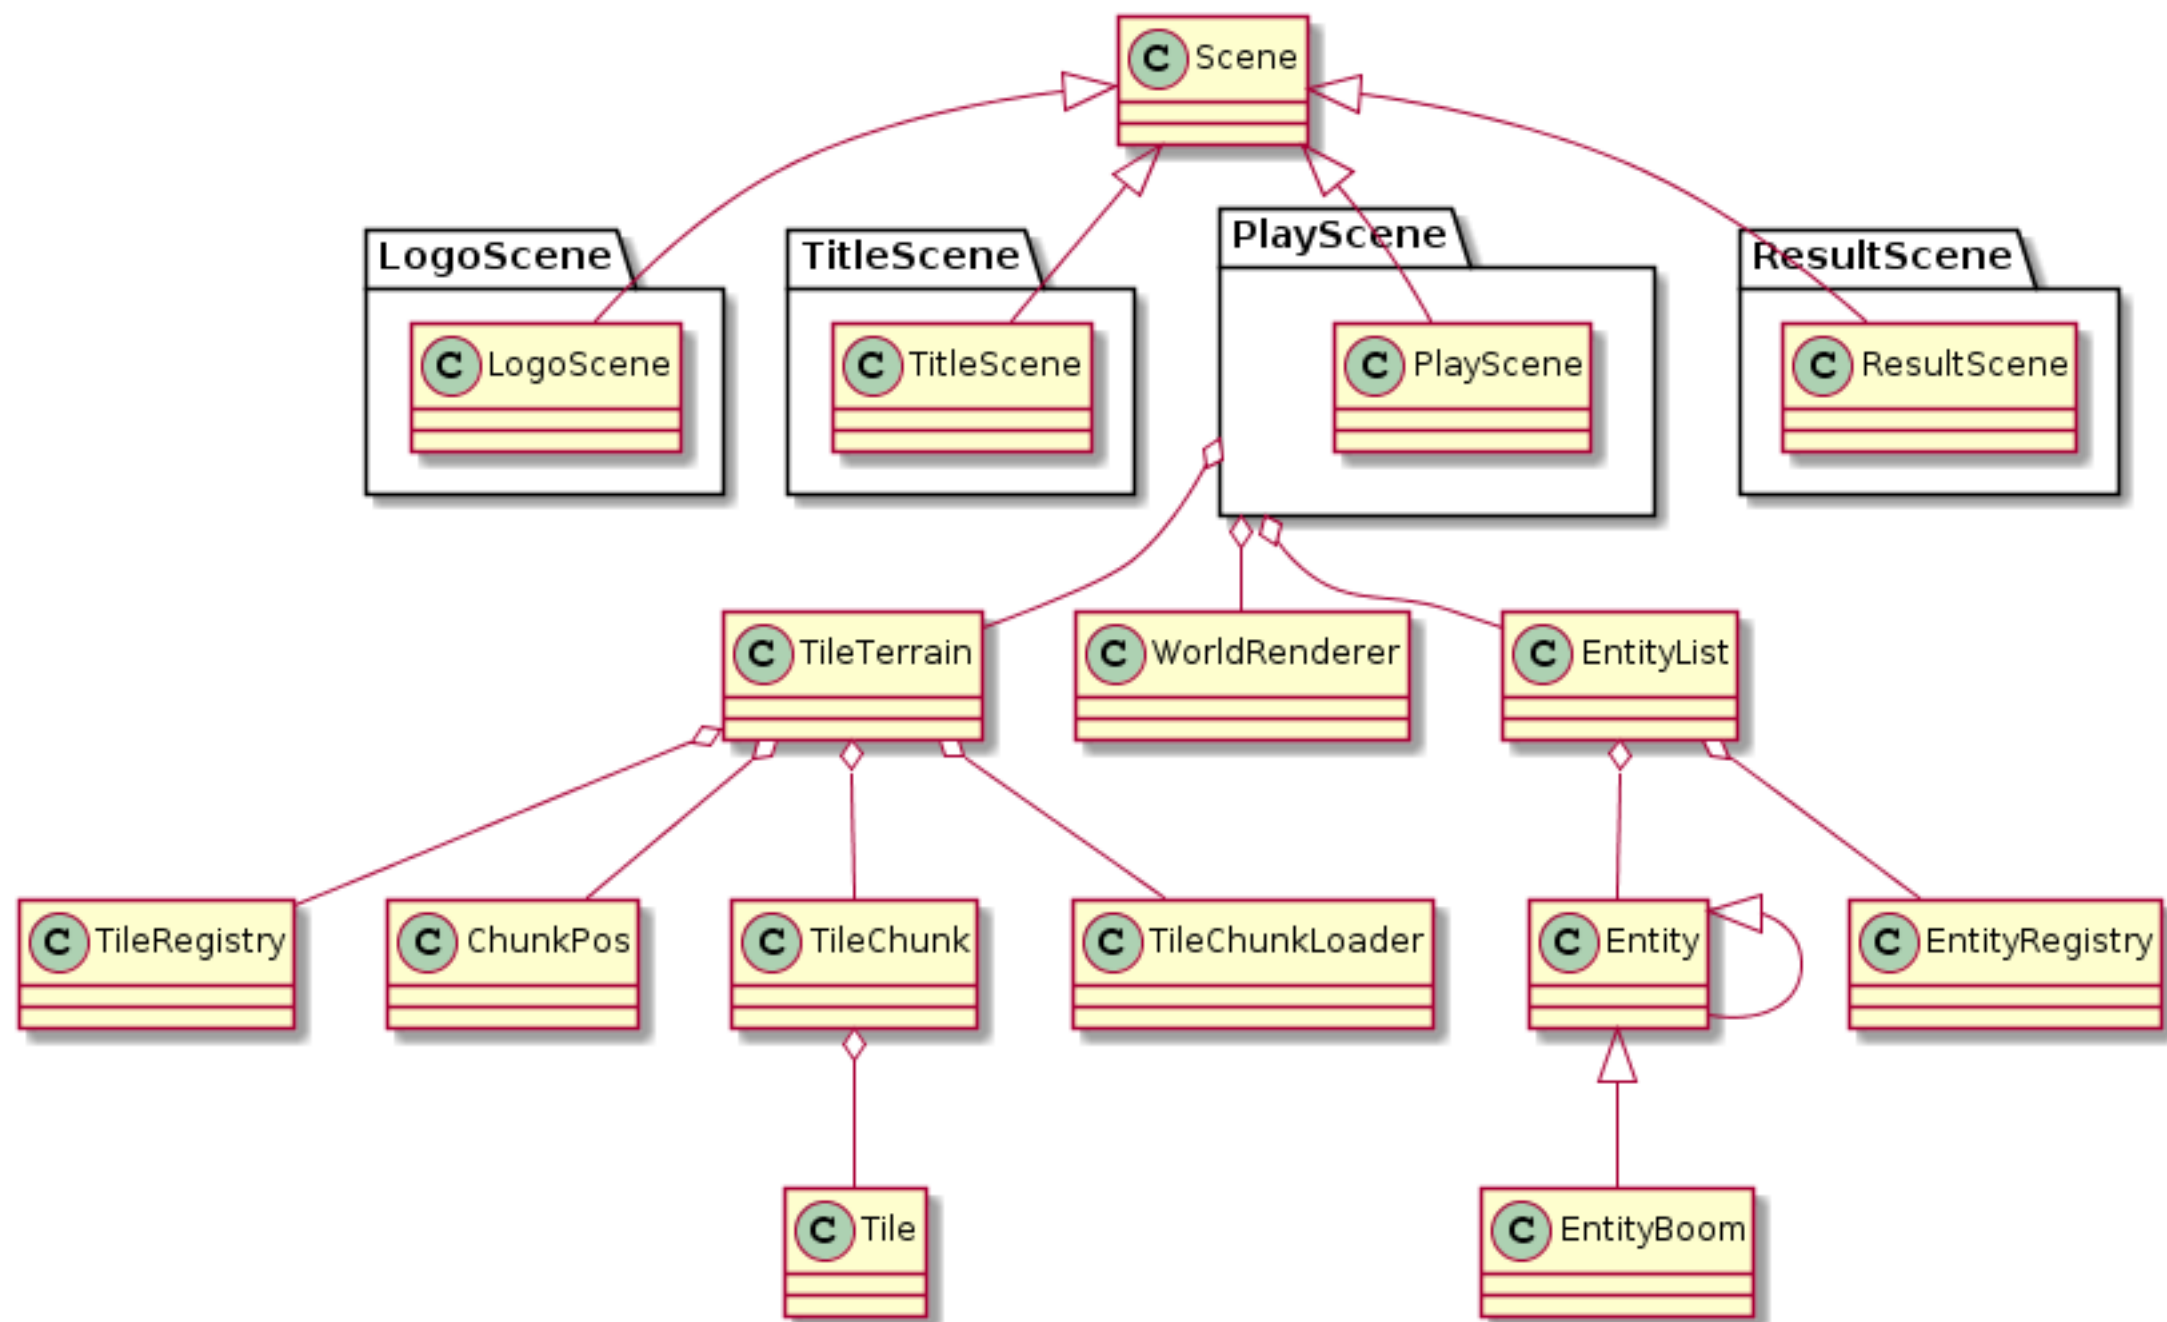 C Scene
LogoScene
TitleScene
PlayScene
ResultScene
C LogoScene
C TitleScene
C PlayScene
C ResultScene
C TileTerrain
C WorldRenderer
C EntityList
C TileRegistry
C ChunkPos
C TileChunk
C TileChunkLoader
C Entity
C EntityRegistry
C Tile
C EntityBoom